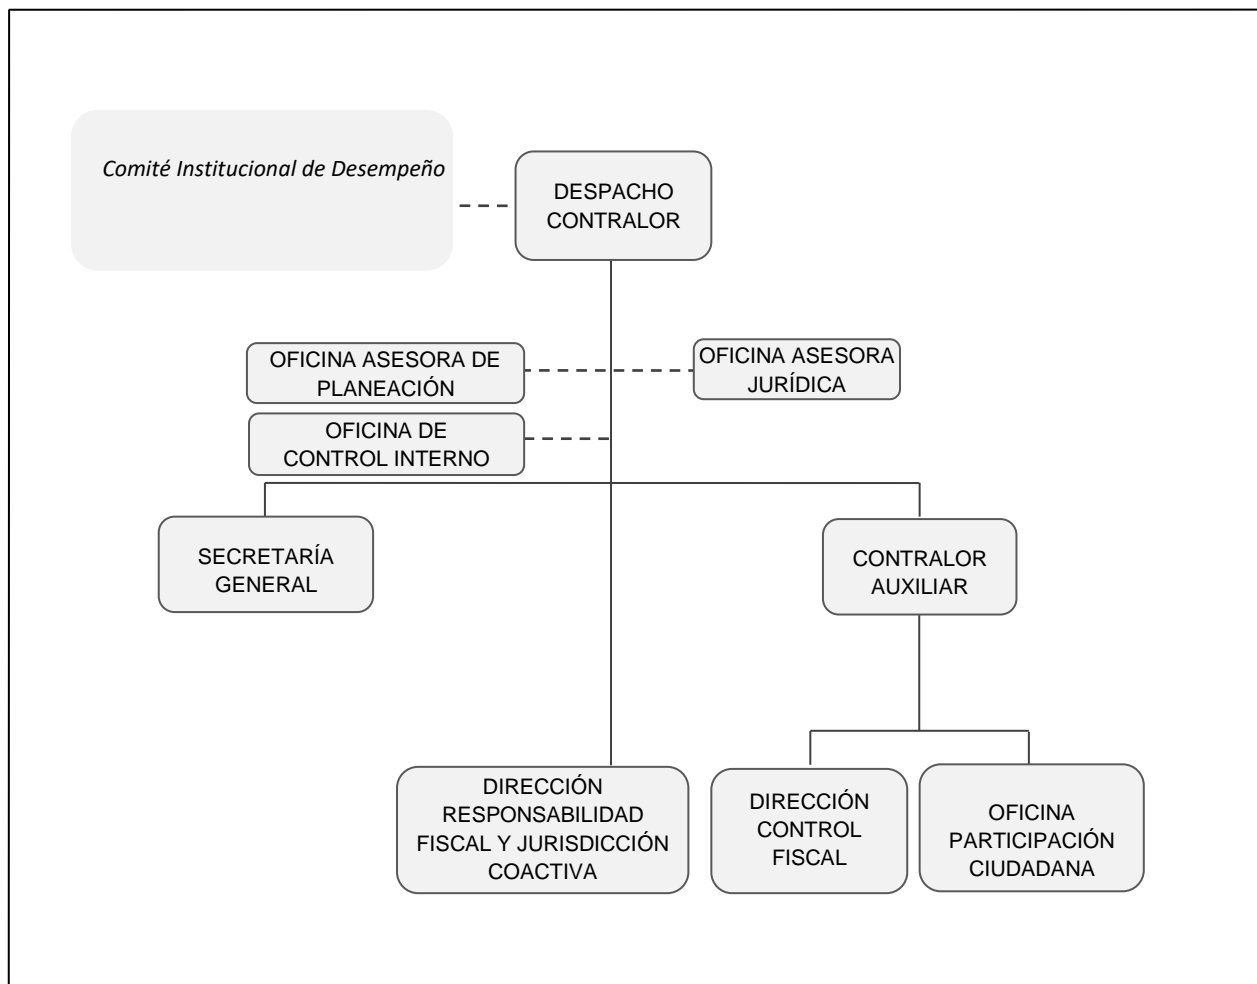 Comité Institucional de Desempeño
DESPACHO
CONTRALOR
OFICINA ASESORA DE
PLANEACIÓN
OFICINA ASESORA
JURÍDICA
OFICINA DE
CONTROL INTERNO
SECRETARÍA
GENERAL
CONTRALOR
AUXILIAR
DIRECCIÓN
RESPONSABILIDAD
FISCAL Y JURISDICCIÓN
COACTIVA
DIRECCIÓN
CONTROL
FISCAL
OFICINA
PARTICIPACIÓN
CIUDADANA